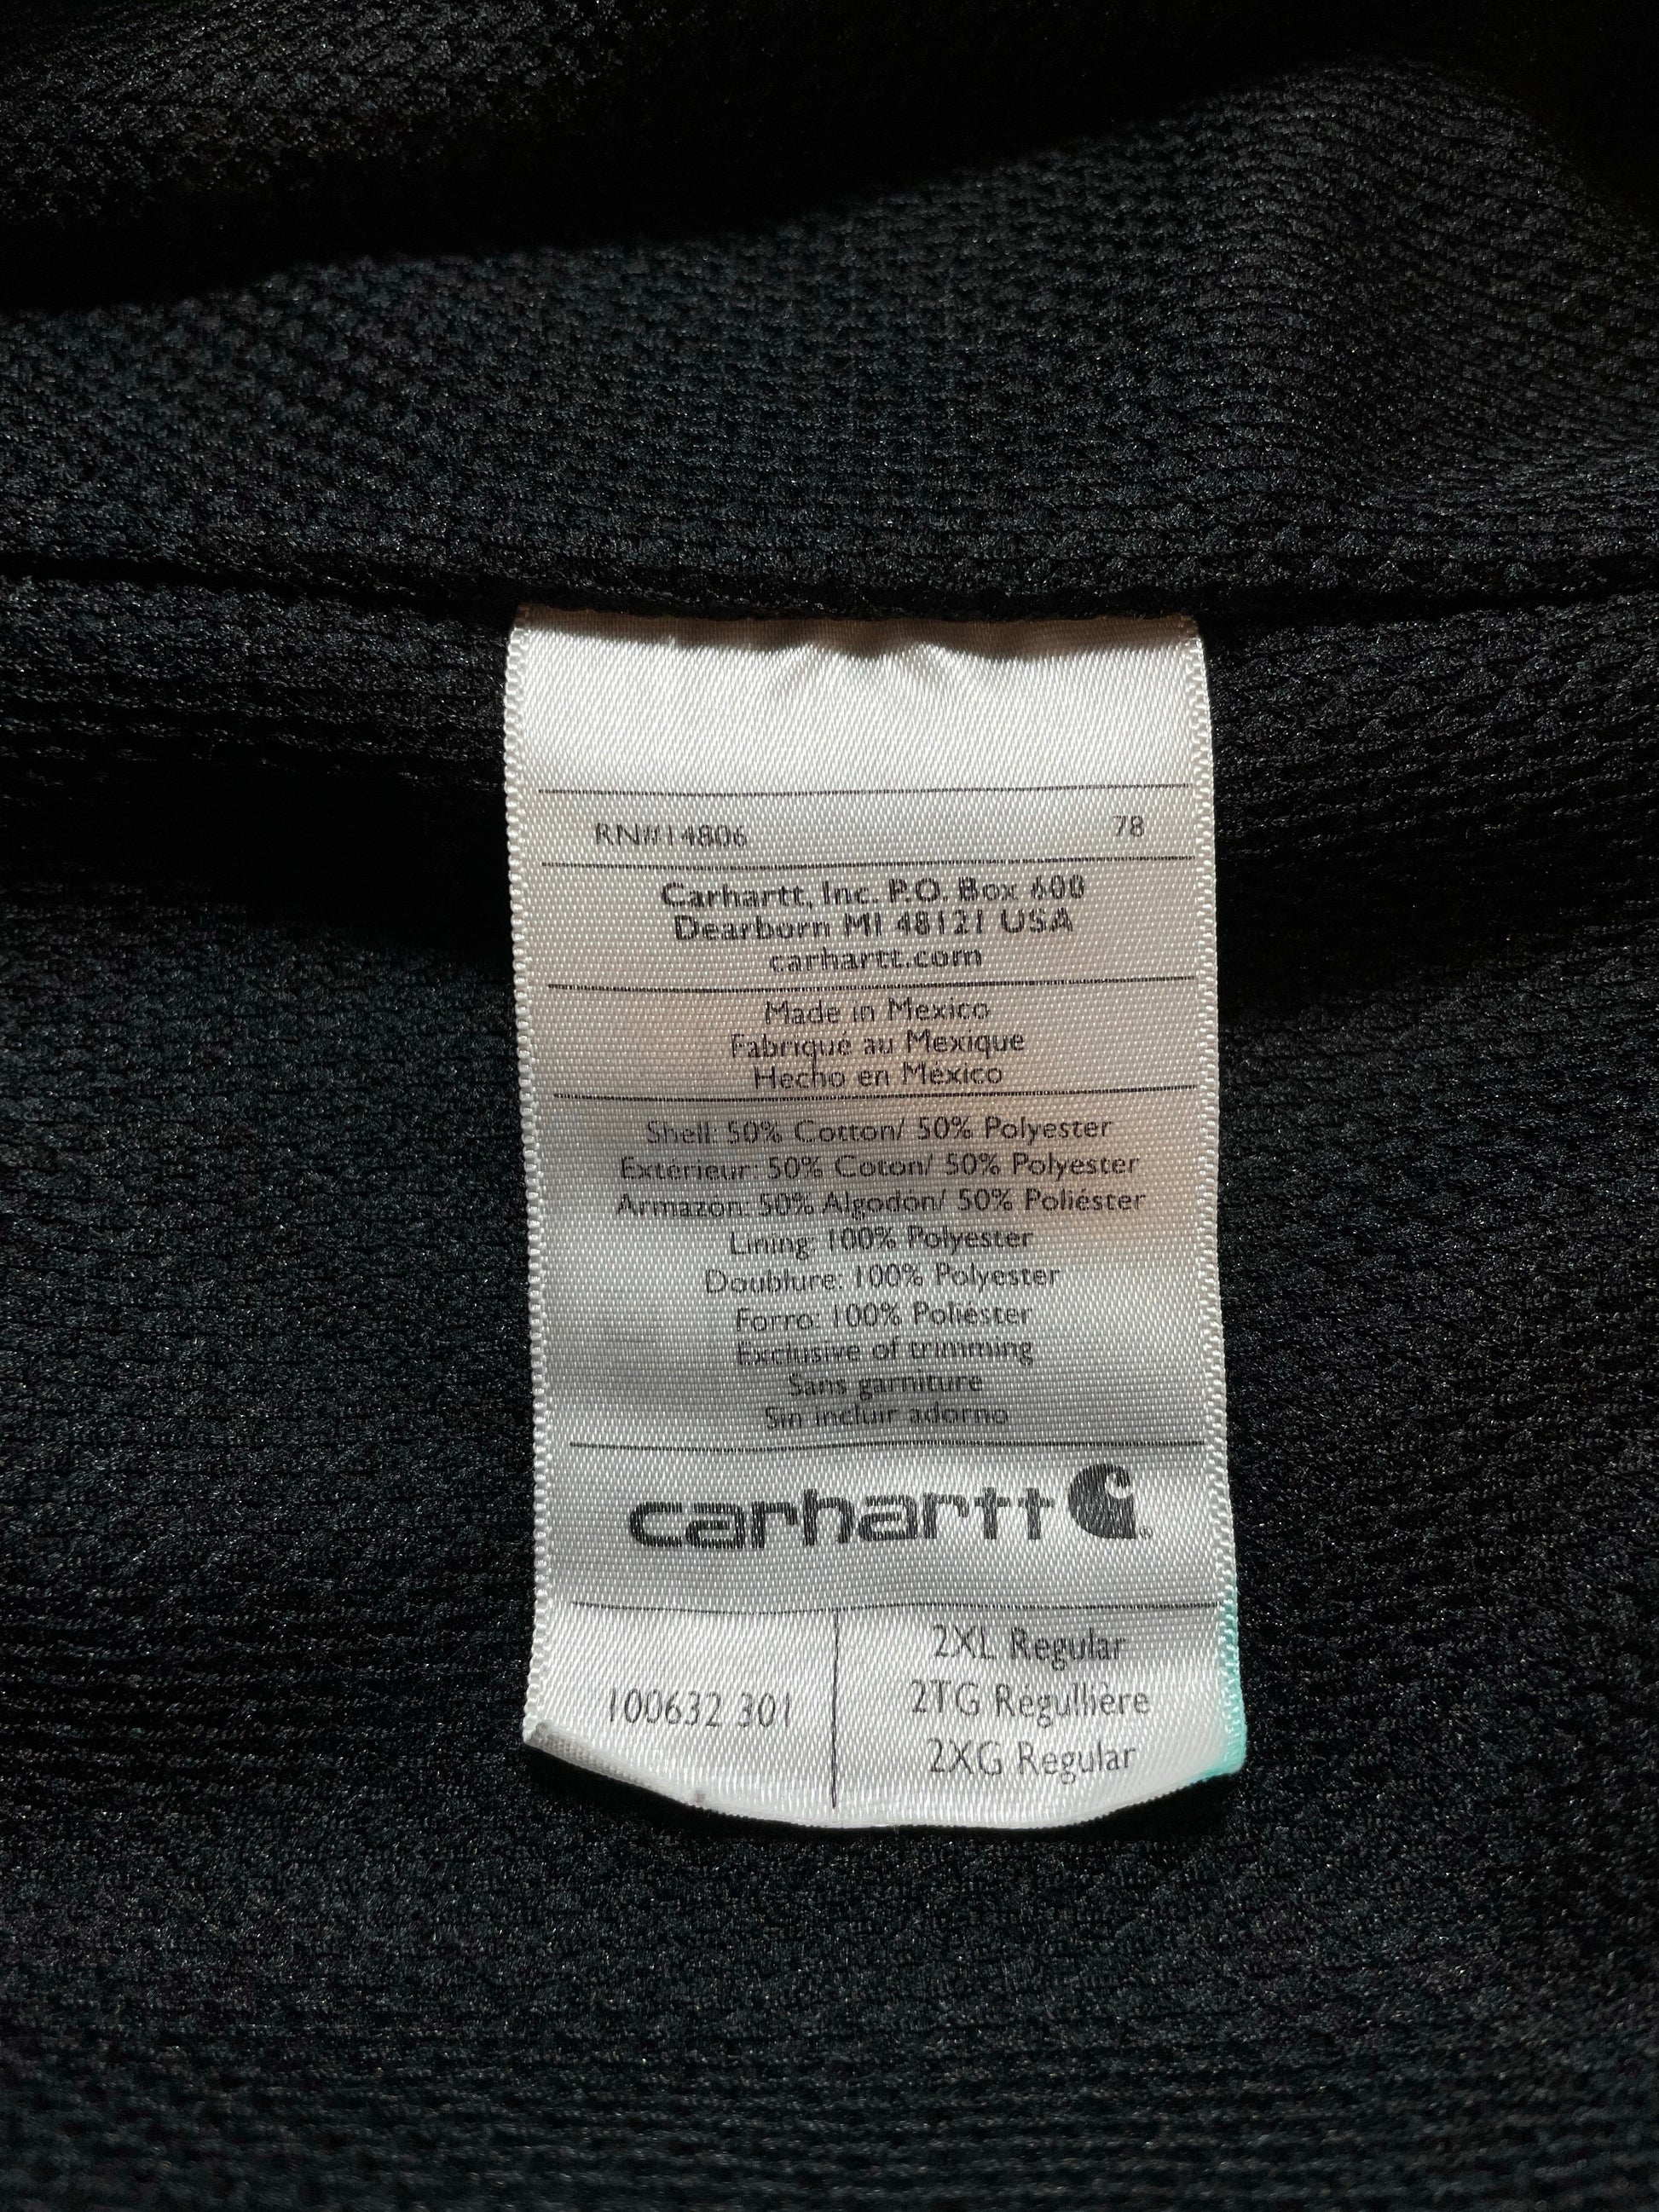 RN#14806 78
Carhartt, Inc. P.O. Box 600
Dearborn MI 48121 USA
carhartt.com
Made in Mexico
Fabriqué au Mexique
Hecho en México
Shell: 50% Cotton/ 50% Polyester
Extérieur: 50% Coton/ 50% Polyester
Armazón: 50% Algodón/ 50% Poliéster
Lining: 100% Polyester
Doublure: 100% Polyester
Forro: 100% Poliéster
Exclusive of trimming
Sans garniture
Sin incluir adorno
carhartt
100632 301
2XL Regular
2TG Régullière
2XG Regular